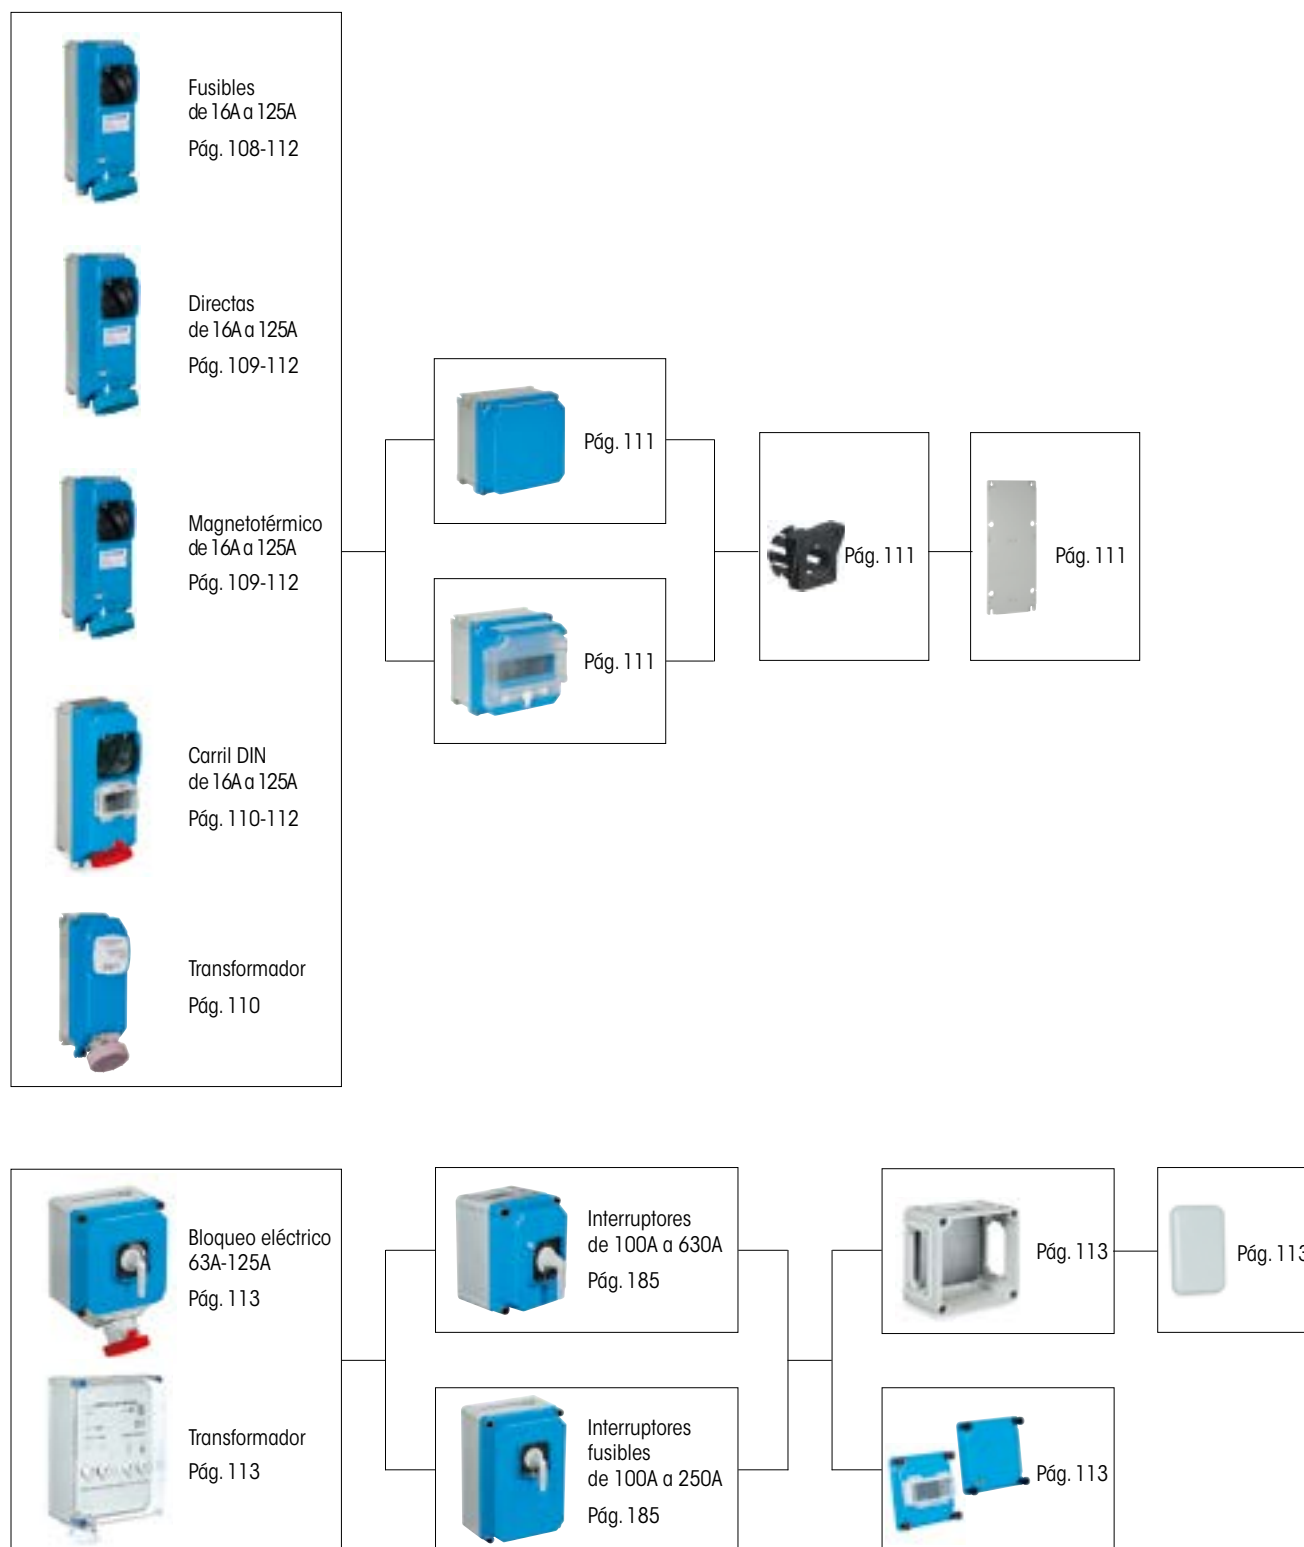 Fusibles
de 16A a 125A
Pág. 108-112
Directas
de 16A a 125A
Pág. 109-112
Magnetotérmico
de 16A a 125A
Pág. 109-112
Carril DIN
de 16A a 125A
Pág. 110-112
Transformador
Pág. 110
Pág. 111
Pág. 111
Pág. 111
Pág. 111
Bloqueo eléctrico
63A-125A
Pág. 113
Transformador
Pág. 113
Interruptores
de 100A a 630A
Pág. 185
Interruptores
fusibles
de 100A a 250A
Pág. 185
Pág. 113
Pág. 113
Pág. 113